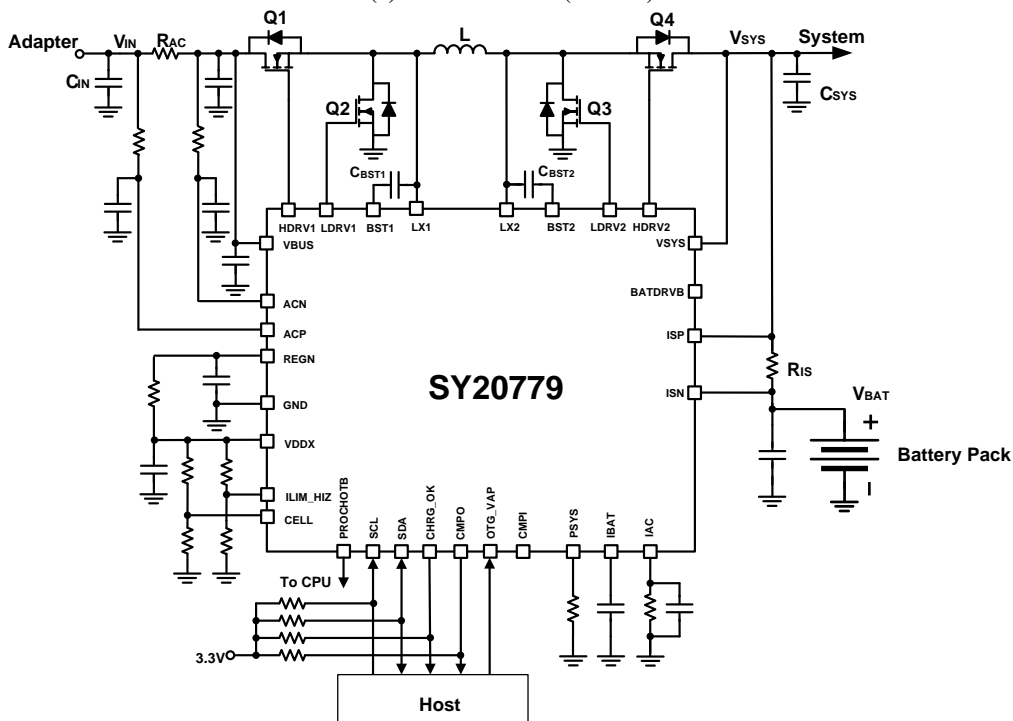 Adapter
VIN
RAC
Q1
L
Q4
VSYS
System
CIN
CSYS
Q2
Q3
CBST1
CBST2
HDRV1
LDRV1
BST1
LX1
LX2
BST2
LDRV2
HDRV2
VBUS
VSYS
BATDRVB
ACN
ACP
ISP
REGN
RIS
SY20779
ISN
GND
VBAT
+
VDDX
Battery Pack
-
ILIM_HIZ
CELL
PROCHOTB
SCL
SDA
CHRG_OK
CMPO
OTG_VAP
CMPI
PSYS
IBAT
IAC
To CPU
3.3V
Host